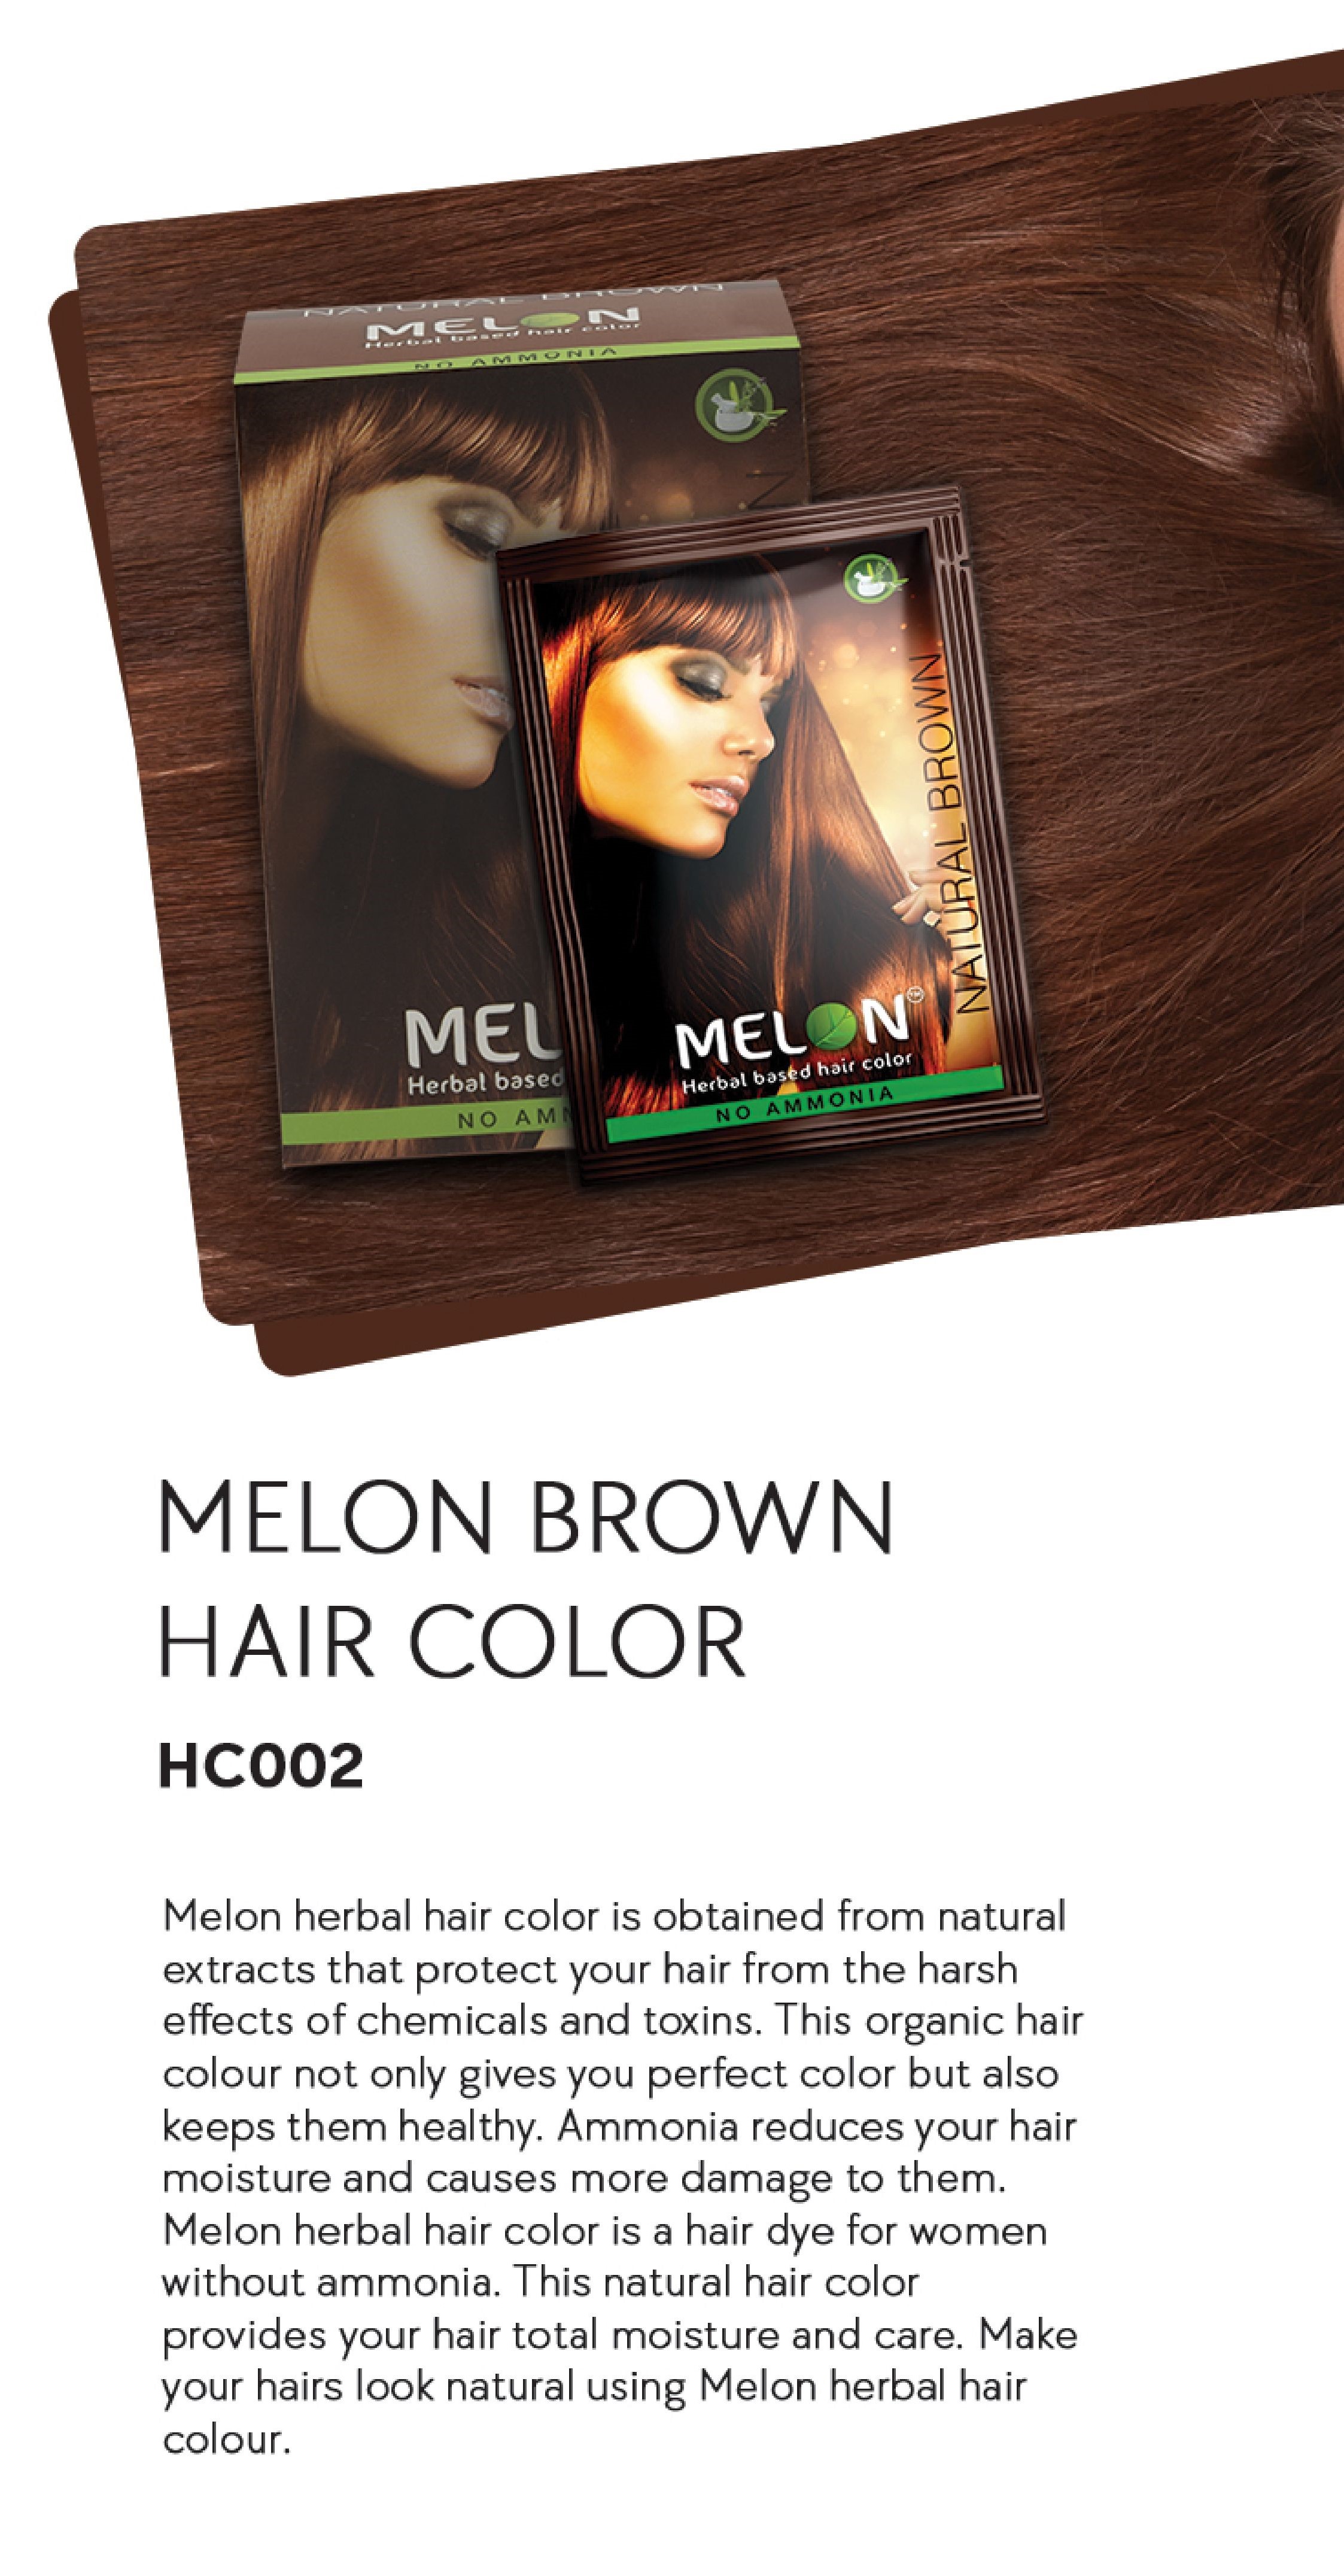 NATURAL BROWN
MELON
Herbal based hair color
NO AMMONIA
MEL
Herbal based
NO AMM
NATURAL BROWN
MELON™
Herbal based hair color
NO AMMONIA
MELON BROWN
HAIR COLOR
HC002
Melon herbal hair color is obtained from natural
extracts that protect your hair from the harsh
effects of chemicals and toxins. This organic hair
colour not only gives you perfect color but also
keeps them healthy. Ammonia reduces your hair
moisture and causes more damage to them.
Melon herbal hair color is a hair dye for women
without ammonia. This natural hair color
provides your hair total moisture and care. Make
your hairs look natural using Melon herbal hair
colour.